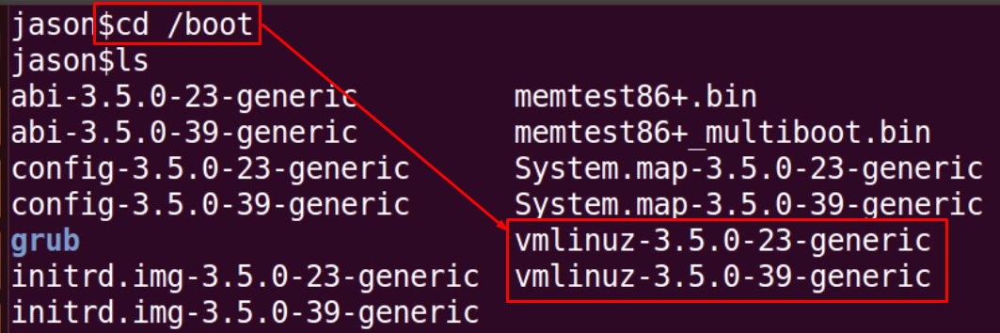 jason$cd /boot
jason$ls
abi-3.5.0-23-generic memtest86+.bin
abi-3.5.0-39-generic memtest86+_multiboot.bin
config-3.5.0-23-generic System.map-3.5.0-23-generic
config-3.5.0-39-generic System.map-3.5.0-39-generic
grub vmlinuz-3.5.0-23-generic
initrd.img-3.5.0-23-generic vmlinuz-3.5.0-39-generic
initrd.img-3.5.0-39-generic